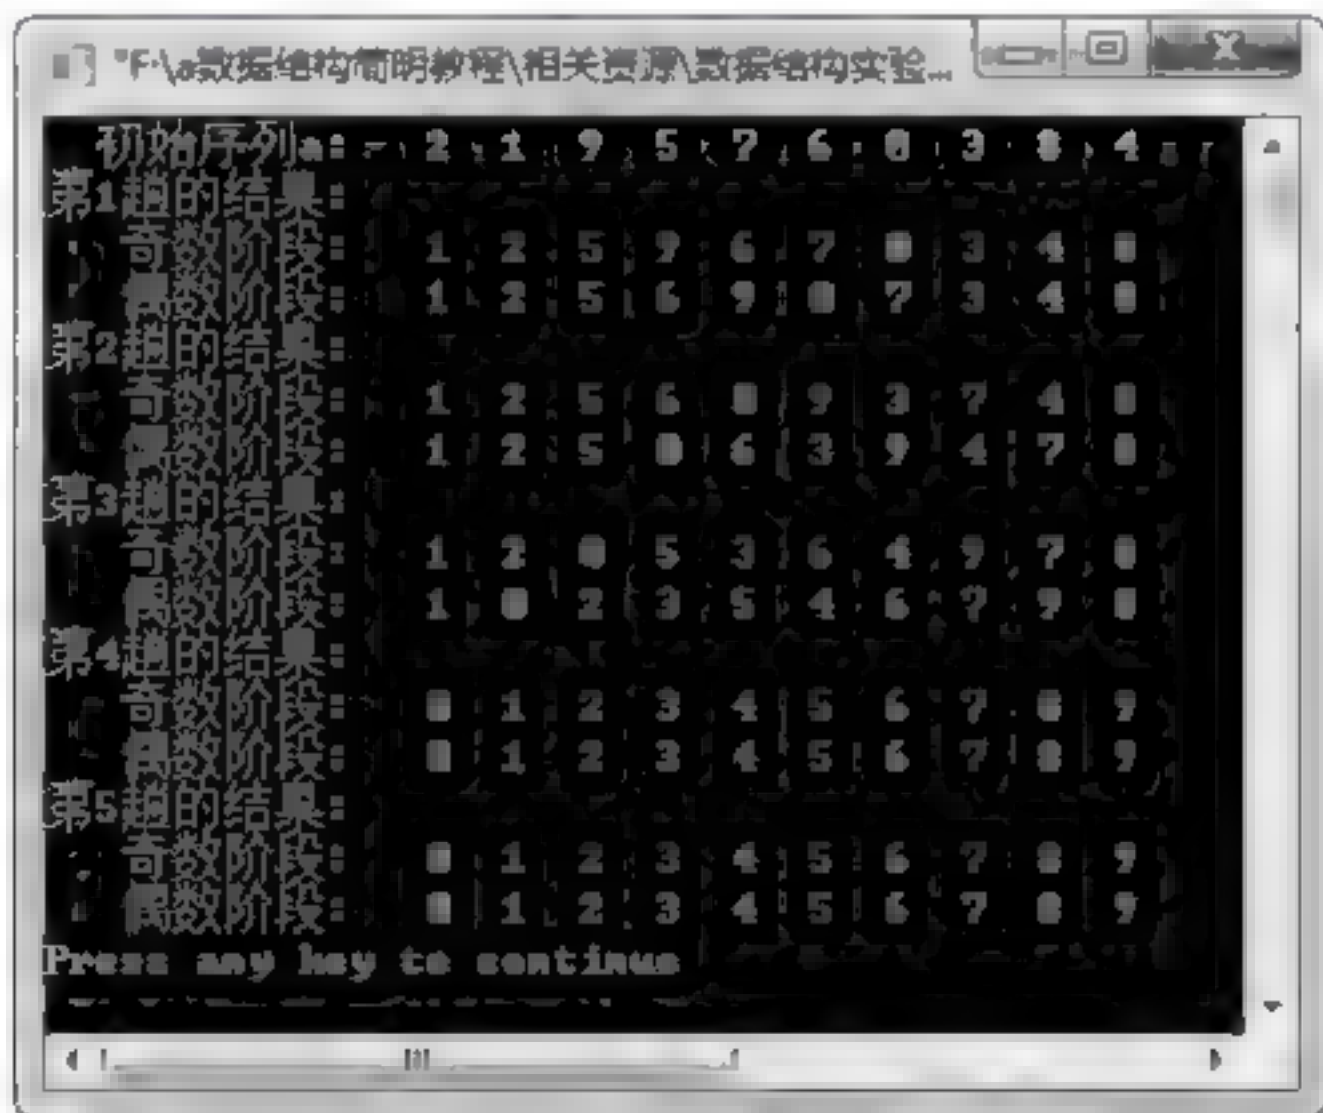 "F:\a数据结构简明教程\相关资源\数据结构实验...
初始序列a: 2 1 9 5 7 6 0 3 8 4
第1趟的结果:
奇数阶段: 1 2 5 9 6 7 0 3 4 8
偶数阶段: 1 2 5 6 9 0 7 3 4 8
第2趟的结果:
奇数阶段: 1 2 5 6 0 9 3 7 4 8
偶数阶段: 1 2 5 0 6 3 9 4 7 8
第3趟的结果:
奇数阶段: 1 2 0 5 3 6 4 9 7 8
偶数阶段: 1 0 2 3 5 4 6 7 9 8
第4趟的结果:
奇数阶段: 0 1 2 3 4 5 6 7 8 9
偶数阶段: 0 1 2 3 4 5 6 7 8 9
第5趟的结果:
奇数阶段: 0 1 2 3 4 5 6 7 8 9
偶数阶段: 0 1 2 3 4 5 6 7 8 9
Press any key to continue